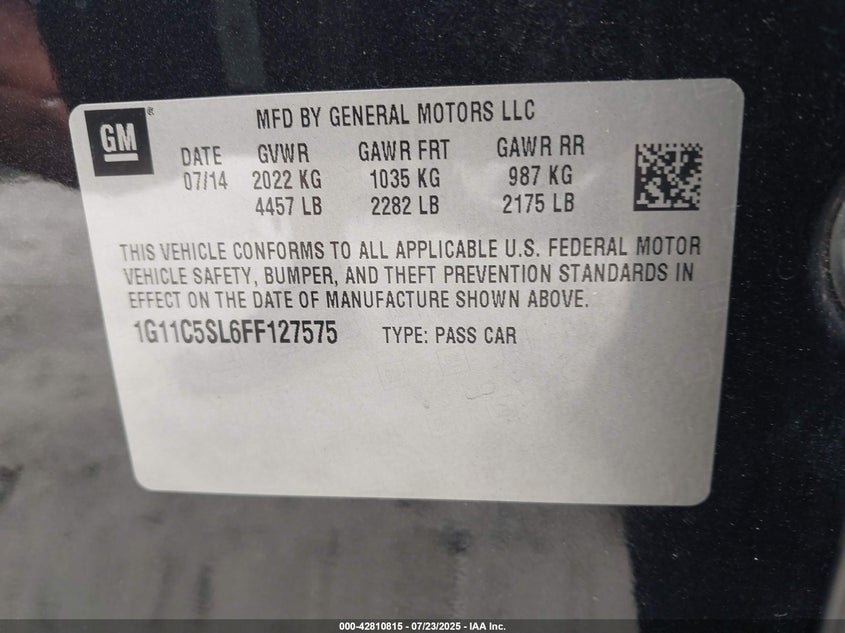 GM
MFD BY GENERAL MOTORS LLC
DATE GVWR GAWR FRT GAWR RR
07/14 2022 KG 1035 KG 987 KG
4457 LB 2282 LB 2175 LB
THIS VEHICLE CONFORMS TO ALL APPLICABLE U.S. FEDERAL MOTOR
VEHICLE SAFETY, BUMPER, AND THEFT PREVENTION STANDARDS IN
EFFECT ON THE DATE OF MANUFACTURE SHOWN ABOVE.
1G11C5SL6FF127575 TYPE: PASS CAR
000-42810815 / 07/23/2025 - IAA Inc.